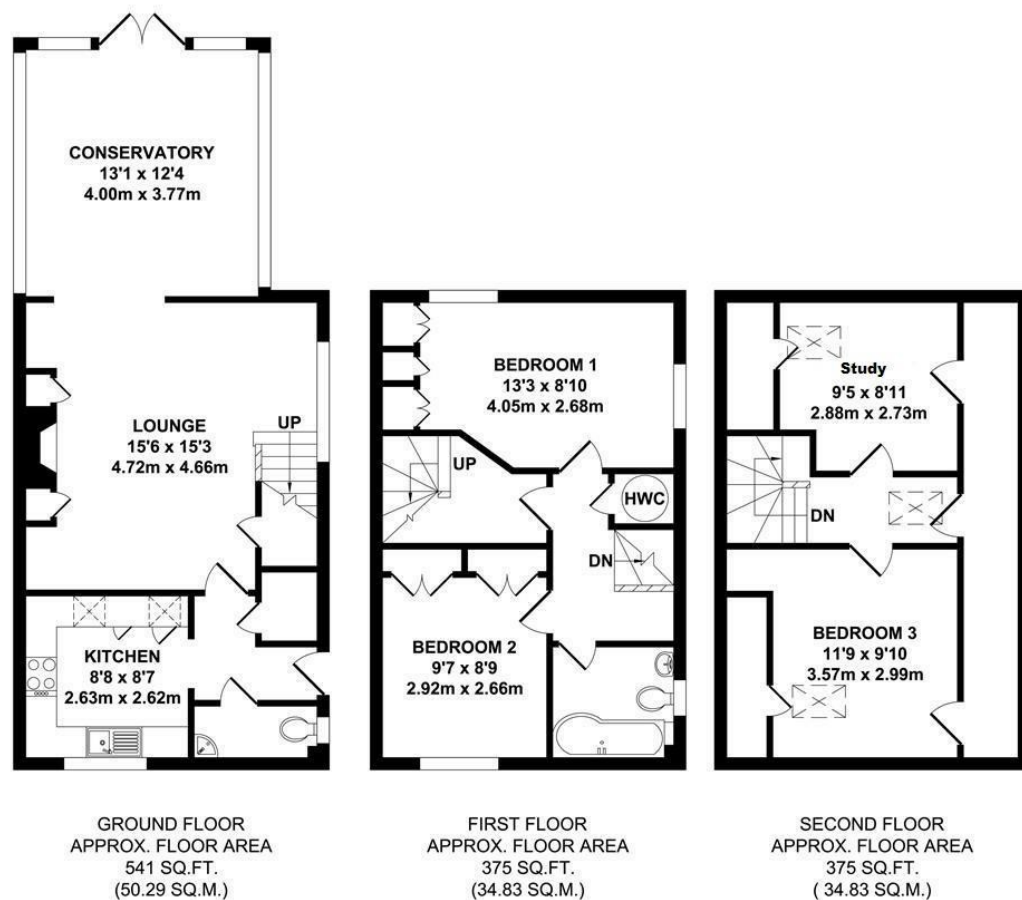 CONSERVATORY
13'1 x 12'4
4.00m x 3.77m
LOUNGE
15'6 x 15'3
4.72m x 4.66m
UP
KITCHEN
8'8 x 8'7
2.63m x 2.62m
GROUND FLOOR
APPROX. FLOOR AREA
541 SQ.FT.
(50.29 SQ.M.)
BEDROOM 1
13'3 x 8'10
4.05m x 2.68m
UP
HWC
DN
BEDROOM 2
9'7 x 8'9
2.92m x 2.66m
FIRST FLOOR
APPROX. FLOOR AREA
375 SQ.FT.
(34.83 SQ.M.)
Study
9'5 x 8'11
2.88m x 2.73m
DN
BEDROOM 3
11'9 x 9'10
3.57m x 2.99m
SECOND FLOOR
APPROX. FLOOR AREA
375 SQ.FT.
( 34.83 SQ.M.)